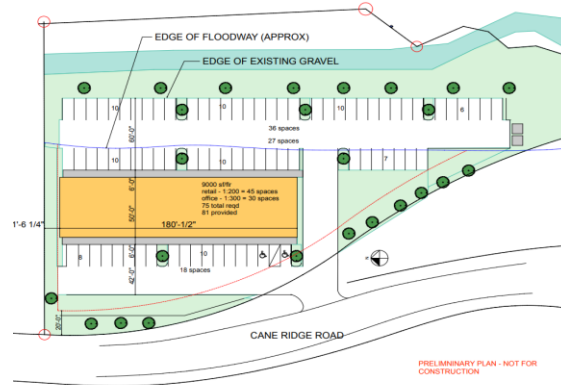 EDGE OF FLOODWAY (APPROX)
EDGE OF EXISTING GRAVEL
10
10
10
6
36 spaces
27 spaces
60'-0"
10
10
7
6'-0"
9000 sf/flr
retail - 1:200 = 45 spaces
office - 1:300 = 30 spaces
75 total reqd
81 provided
50'-0"
1'-6 1/4"
180'-1/2"
6'-0"
8
10
18 spaces
42'-0"
20'-0"
CANE RIDGE ROAD
PRELIMINARY PLAN - NOT FOR
CONSTRUCTION